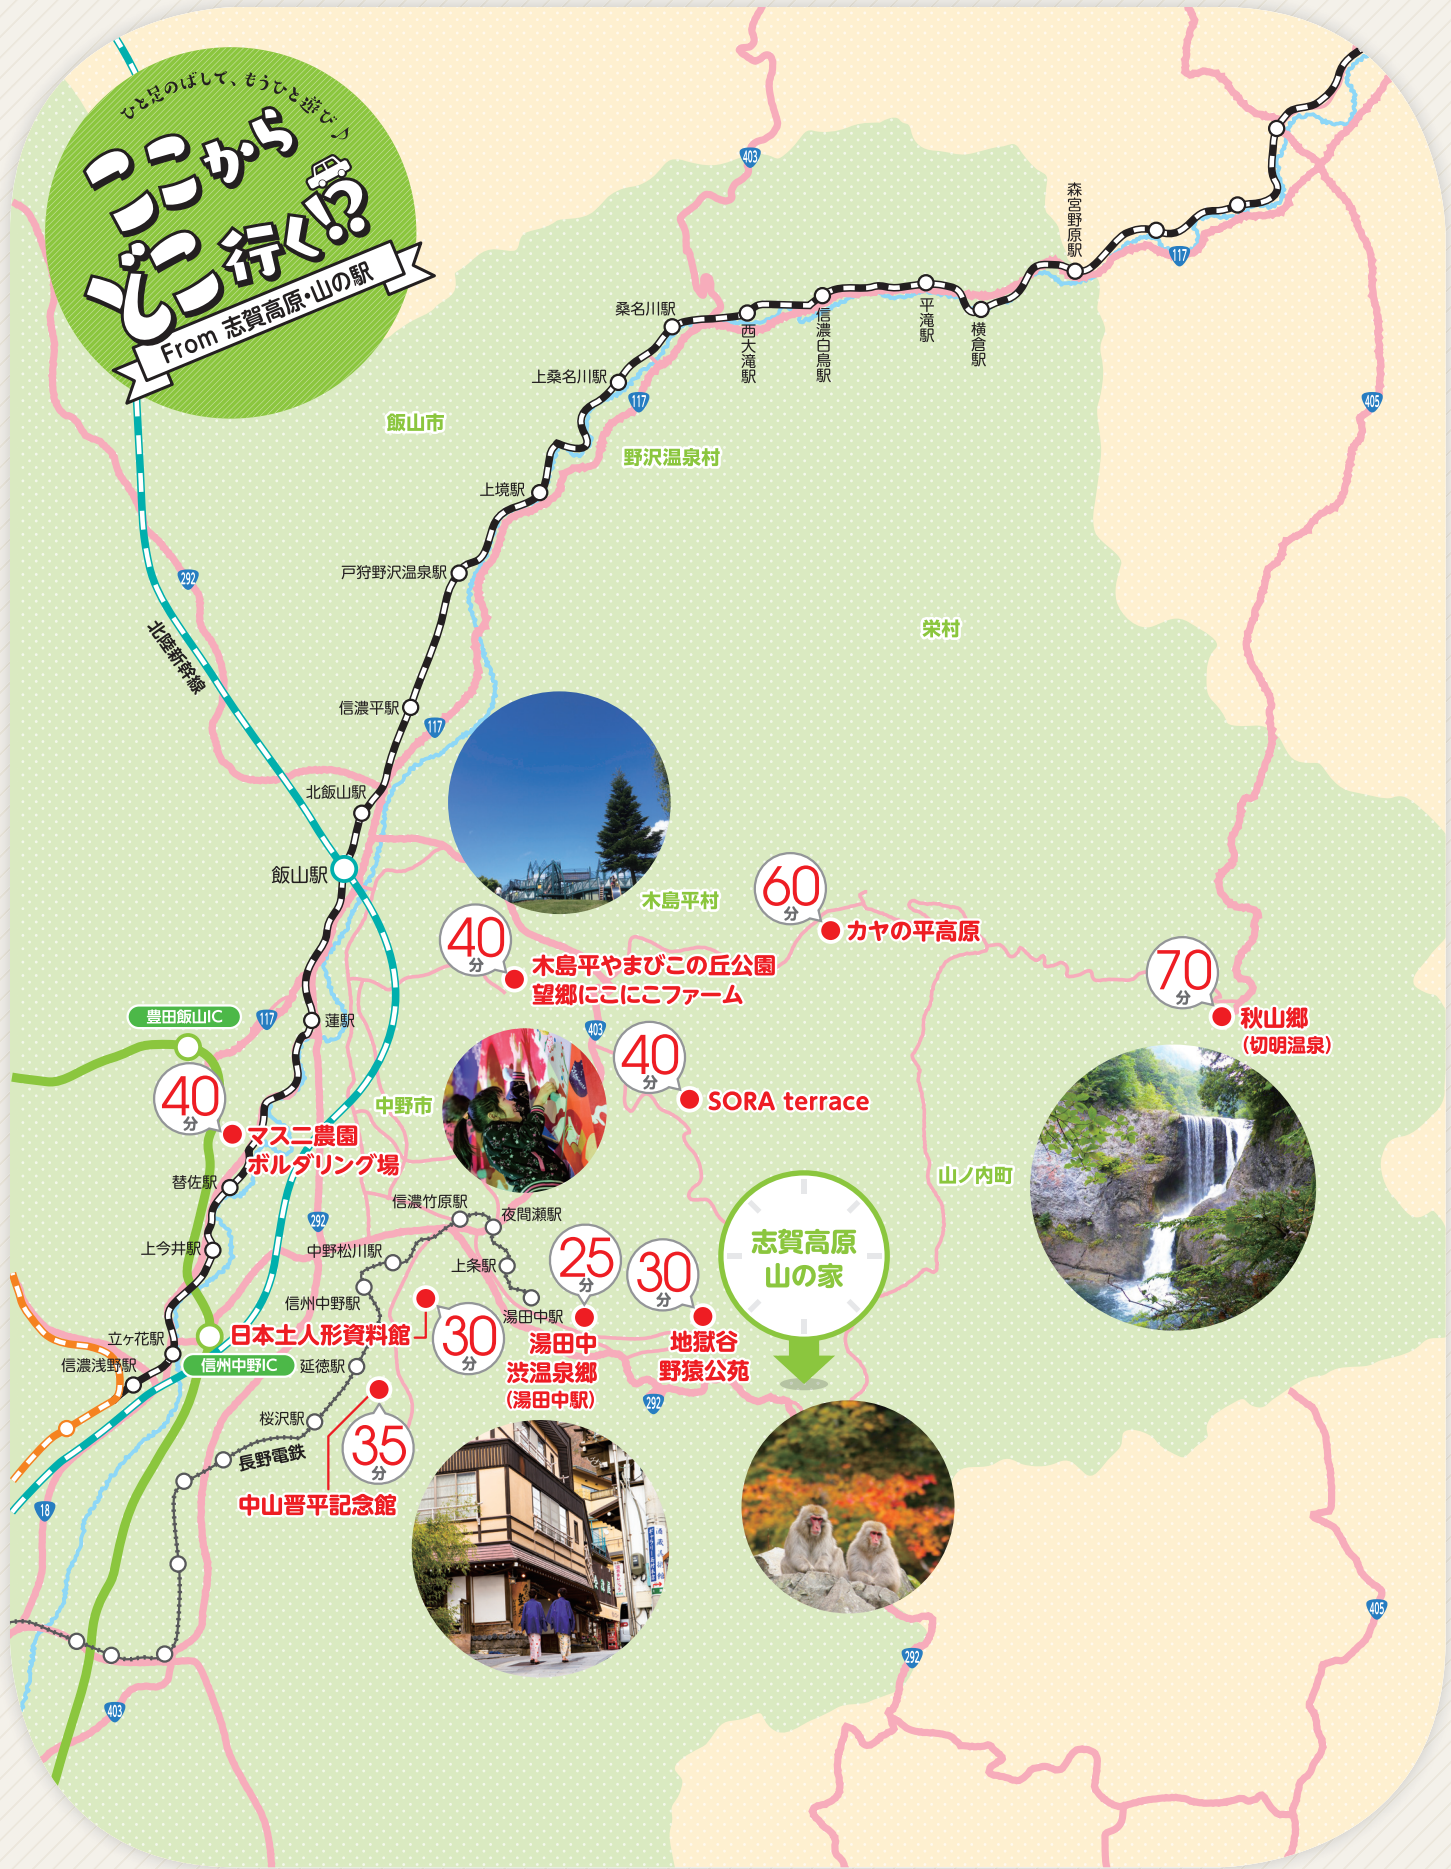 ひと足のばして、もうひと遊び♪
ここから
どこ行く!?
From 志賀高原・山の駅
403
森宮野原駅
117
桑名川駅
西大滝駅
信濃白鳥駅
平滝駅
横倉駅
上桑名川駅
117
405
飯山市
野沢温泉村
上境駅
戸狩野沢温泉駅
292
北陸新幹線
栄村
信濃平駅
117
北飯山駅
飯山駅
木島平村
60分
カヤの平高原
40分
木島平やまびこの丘公園
望郷にこにこファーム
70分
秋山郷
(切明温泉)
豊田飯山IC
117
蓮駅
403
40分
SORA terrace
40分
マスニ農園
ボルダリング場
中野市
山ノ内町
替佐駅
信濃竹原駅
夜間瀬駅
292
上今井駅
中野松川駅
上条駅
25分
30分
志賀高原
山の家
信州中野駅
湯田中駅
日本土人形資料館
30分
立ヶ花駅
信濃浅野駅
信州中野IC
延徳駅
湯田中
渋温泉郷
(湯田中駅)
地獄谷
野猿公苑
292
桜沢駅
35分
長野電鉄
中山晋平記念館
18
405
292
403